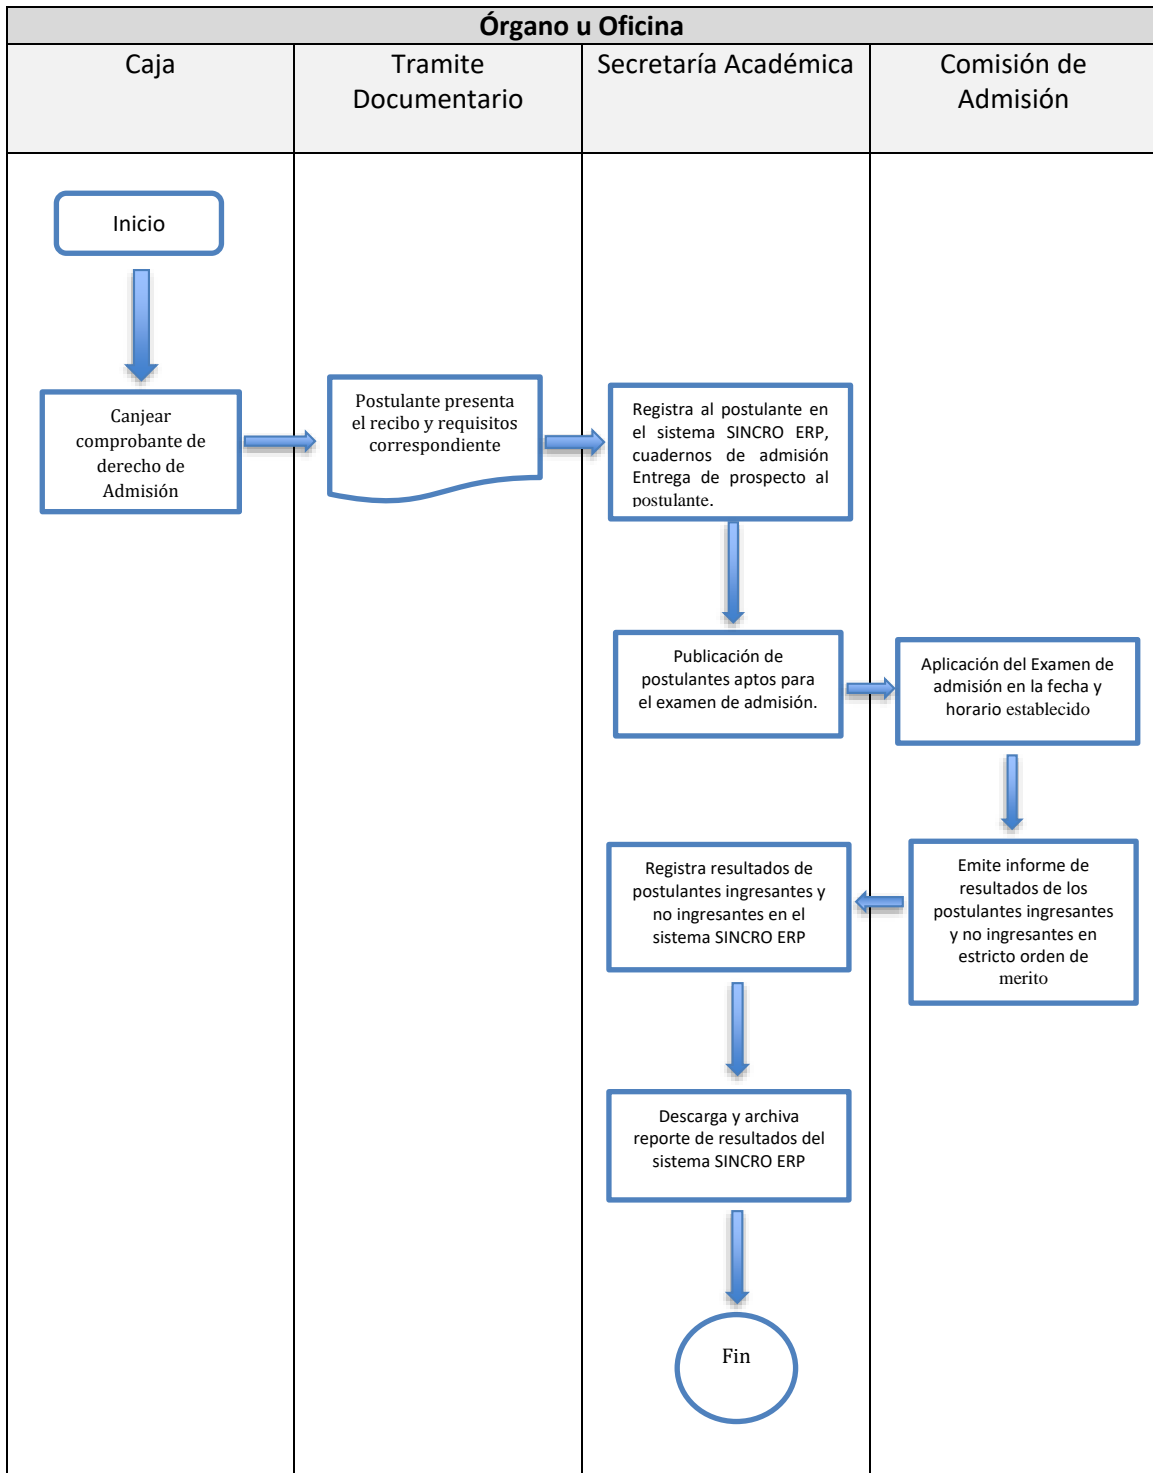 Órgano u Oficina
Caja
Tramite
Documentario
Secretaría Académica
Comisión de
Admisión
Inicio
Canjear
comprobante de
derecho de
Admisión
Postulante presenta
el recibo y requisitos
correspondiente
Registra al postulante en
el sistema SINCRO ERP,
cuadernos de admisión
Entrega de prospecto al
postulante.
Publicación de
postulantes aptos para
el examen de admisión.
Aplicación del Examen de
admisión en la fecha y
horario establecido
Emite informe de
resultados de los
postulantes ingresantes
y no ingresantes en
estricto orden de
merito
Registra resultados de
postulantes ingresantes y
no ingresantes en el
sistema SINCRO ERP
Descarga y archiva
reporte de resultados del
sistema SINCRO ERP
Fin